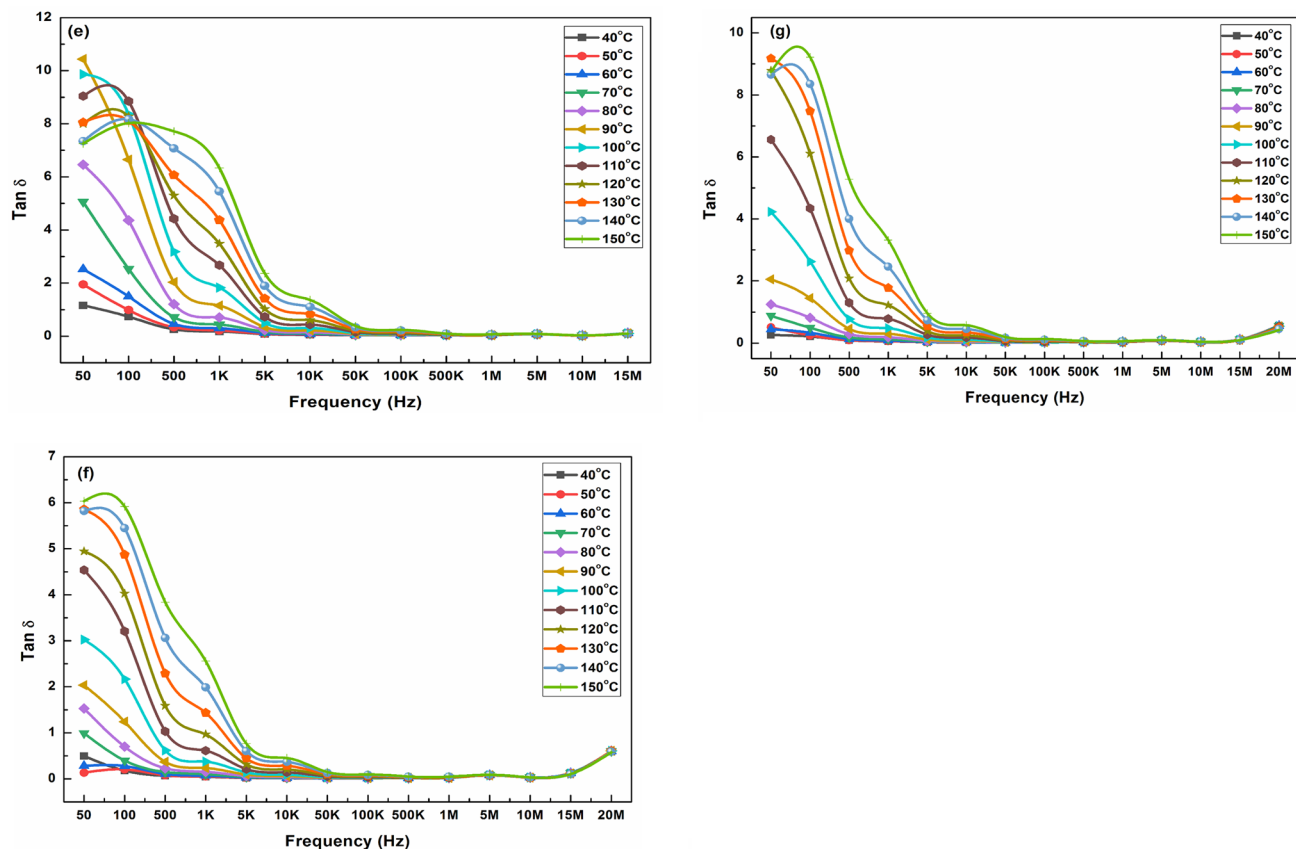 (e)
12
10
8
6
4
2
0
Tan δ
40°C
50°C
60°C
70°C
80°C
90°C
100°C
110°C
120°C
130°C
140°C
150°C
50 100 500 1K 5K 10K 50K 100K 500K 1M 5M 10M 15M
Frequency (Hz)
(g)
10
8
6
4
2
0
Tan δ
40°C
50°C
60°C
70°C
80°C
90°C
100°C
110°C
120°C
130°C
140°C
150°C
50 100 500 1K 5K 10K 50K 100K 500K 1M 5M 10M 15M 20M
Frequency (Hz)
(f)
7
6
5
4
3
2
1
0
Tan δ
40°C
50°C
60°C
70°C
80°C
90°C
100°C
110°C
120°C
130°C
140°C
150°C
50 100 500 1K 5K 10K 50K 100K 500K 1M 5M 10M 15M 20M
Frequency (Hz)